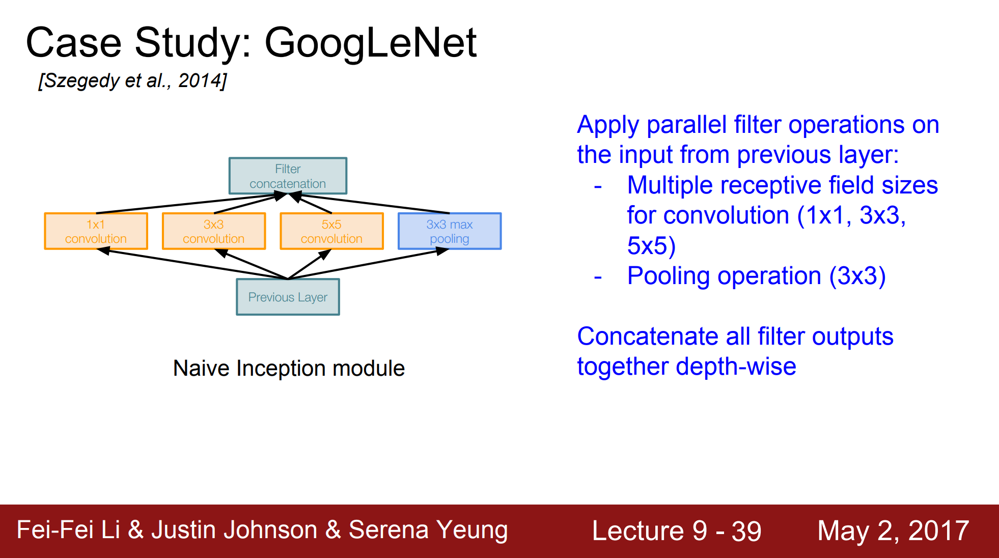 Case Study: GoogLeNet
[Szegedy et al., 2014]
Filter
concatenation
1x1
convolution
3x3
convolution
5x5
convolution
3x3 max
pooling
Previous Layer
Naive Inception module
Apply parallel filter operations on
the input from previous layer:
- Multiple receptive field sizes
for convolution (1x1, 3x3,
5x5)
- Pooling operation (3x3)
Concatenate all filter outputs
together depth-wise
Fei-Fei Li & Justin Johnson & Serena Yeung
Lecture 9 - 39
May 2, 2017